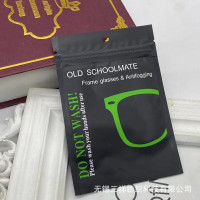 OLD SCHOOLMATE
Frame glasses & Antifogging
DO NOT WASH!
Please wash your hands after use